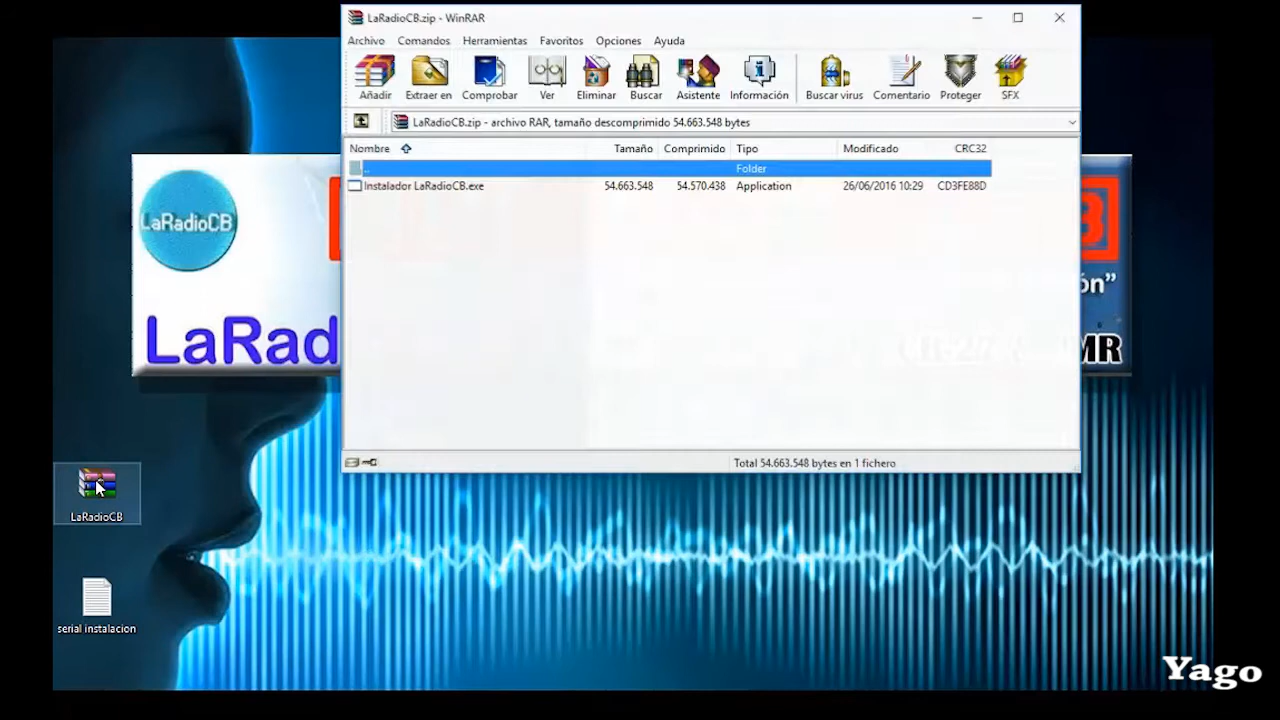 LaRadioCB.zip - WinRAR
Archivo Comandos Herramientas Favoritos Opciones Ayuda
Añadir Extraer en Comprobar Ver Eliminar Buscar Asistente Información Buscar virus Comentario Proteger SFX
LaRadioCB.zip - archivo RAR, tamaño descomprimido 54.663.548 bytes
Nombre Tamaño Comprimido Tipo Modificado CRC32
.. Folder
Instalador LaRadioCB.exe 54.663.548 54.570.438 Application 26/06/2016 10:29 CD3FE88D
Total 54.663.548 bytes en 1 fichero
LaRadioCB
LaRad
B
ón”
MR
LaRadioCB
serial instalacion
Yago